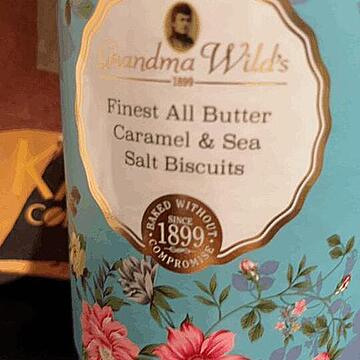 Grandma Wild's
1899
Finest All Butter
Caramel & Sea
Salt Biscuits
BAKED WITHOUT
SINCE
1899
COMPROMISE